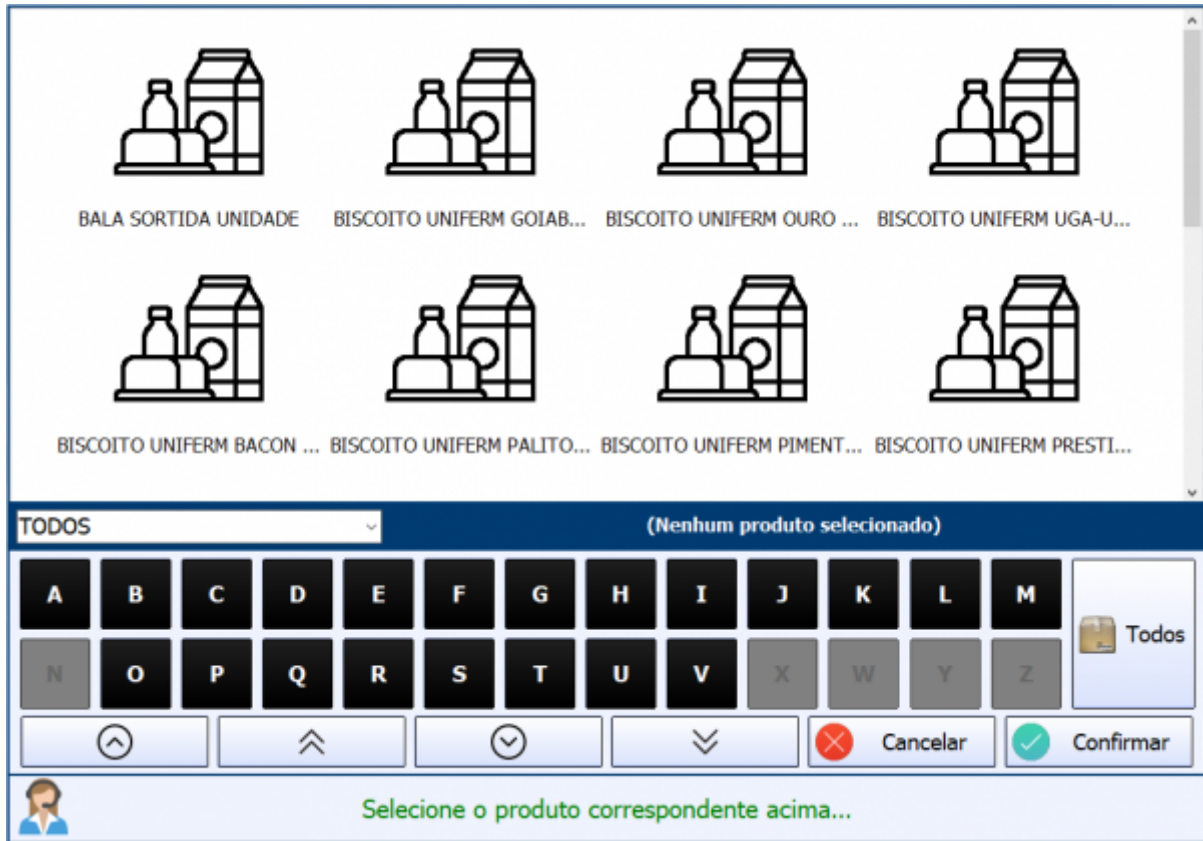 BALA SORTIDA UNIDADE BISCOITO UNIFERM GOIAB... BISCOITO UNIFERM OURO ... BISCOITO UNIFERM UGA-U...
BISCOITO UNIFERM BACON ... BISCOITO UNIFERM PALITO... BISCOITO UNIFERM PIMENT... BISCOITO UNIFERM PRESTI...
TODOS (Nenhum produto selecionado)
A B C D E F G H I J K L M
Todos
N O P Q R S T U V X W Y Z
Cancelar Confirmar
Selecione o produto correspondente acima...